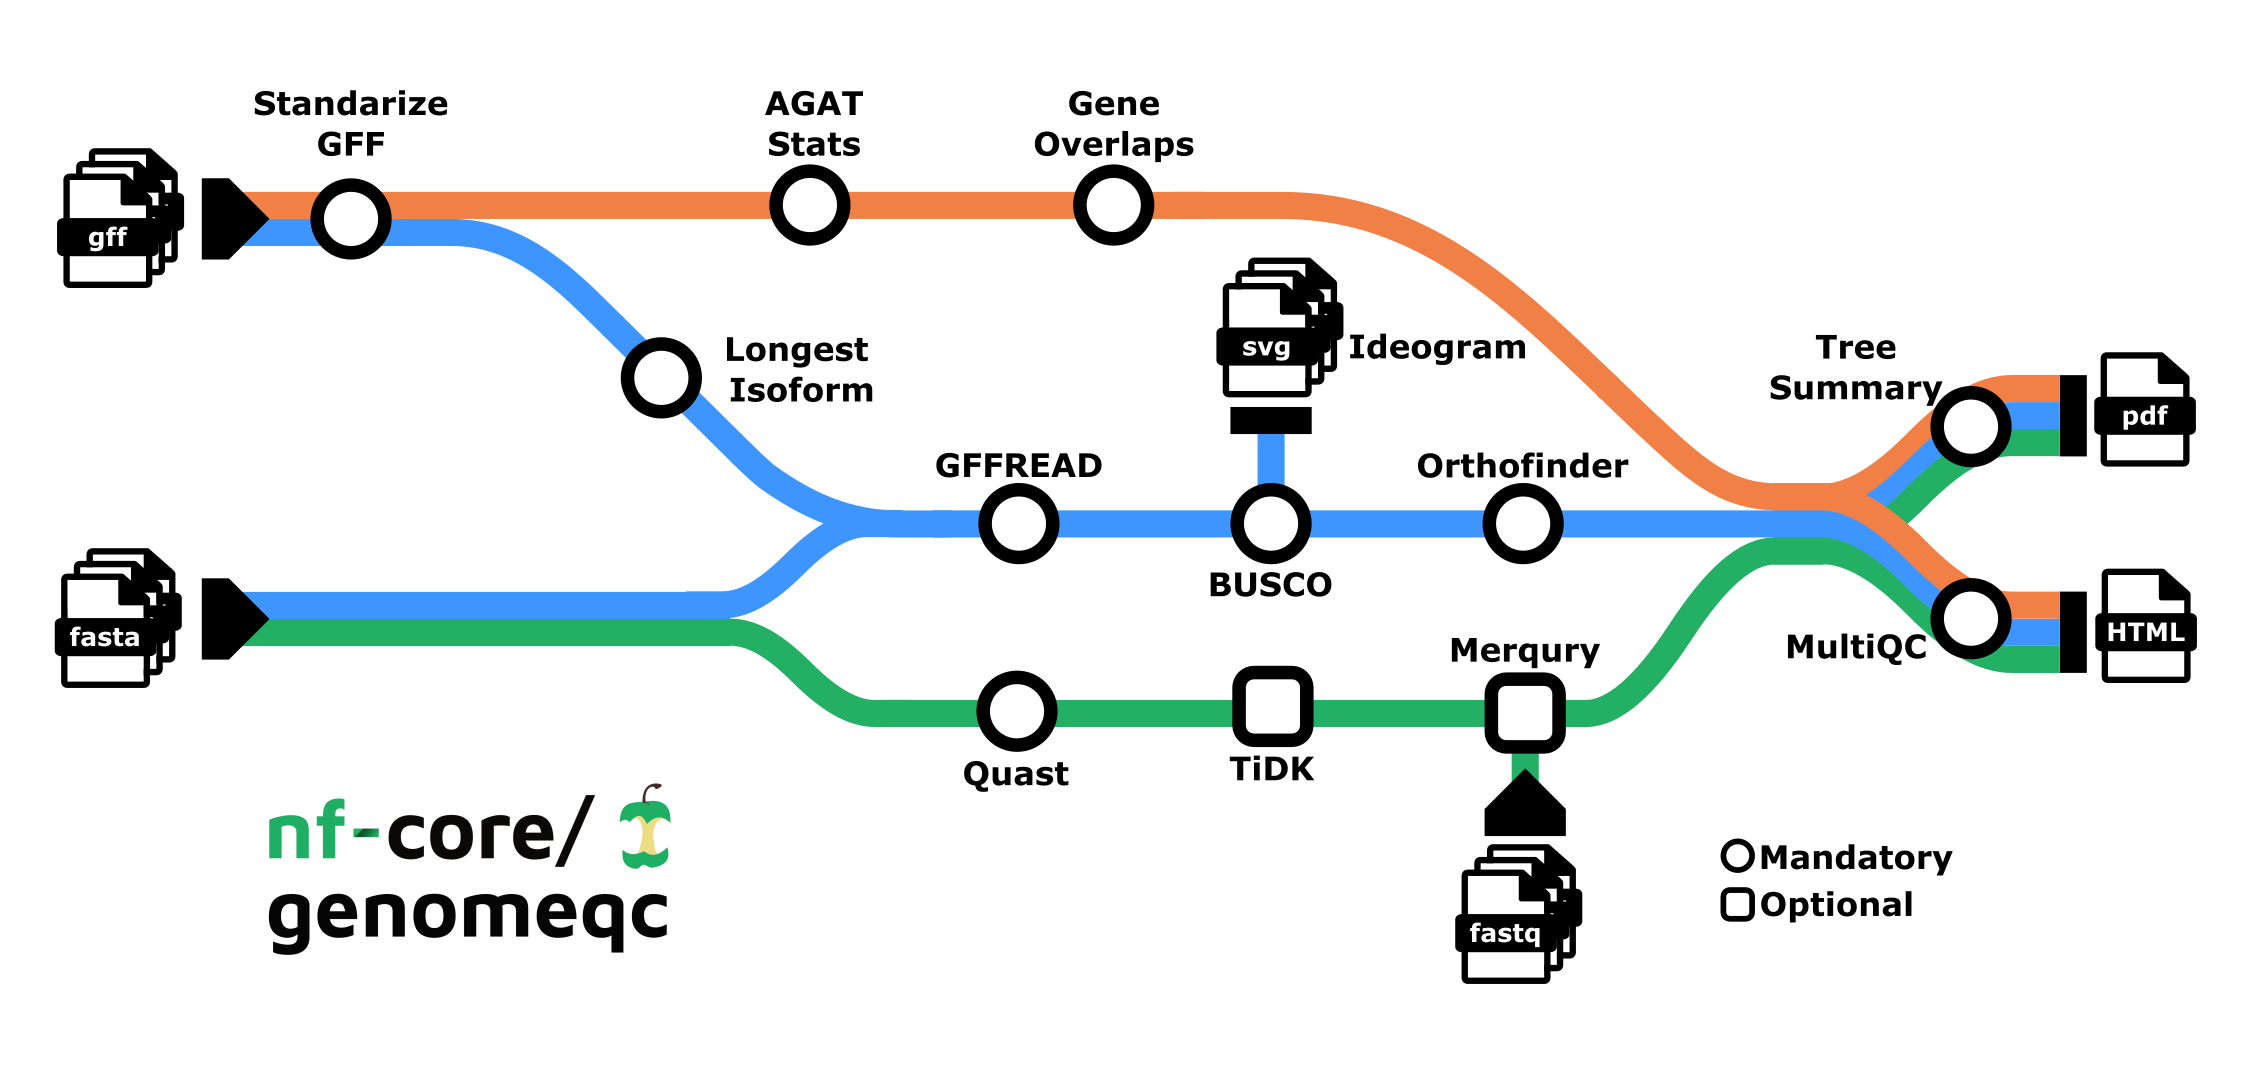 Standarize
GFF
AGAT
Stats
Gene
Overlaps
gff
Longest
Isoform
svg
Ideogram
Tree
Summary
pdf
GFFREAD
Orthofinder
BUSCO
fasta
Merqury
MultiQC
HTML
Quast
TiDK
nf-core/
genomeqc
fastq
Mandatory
Optional